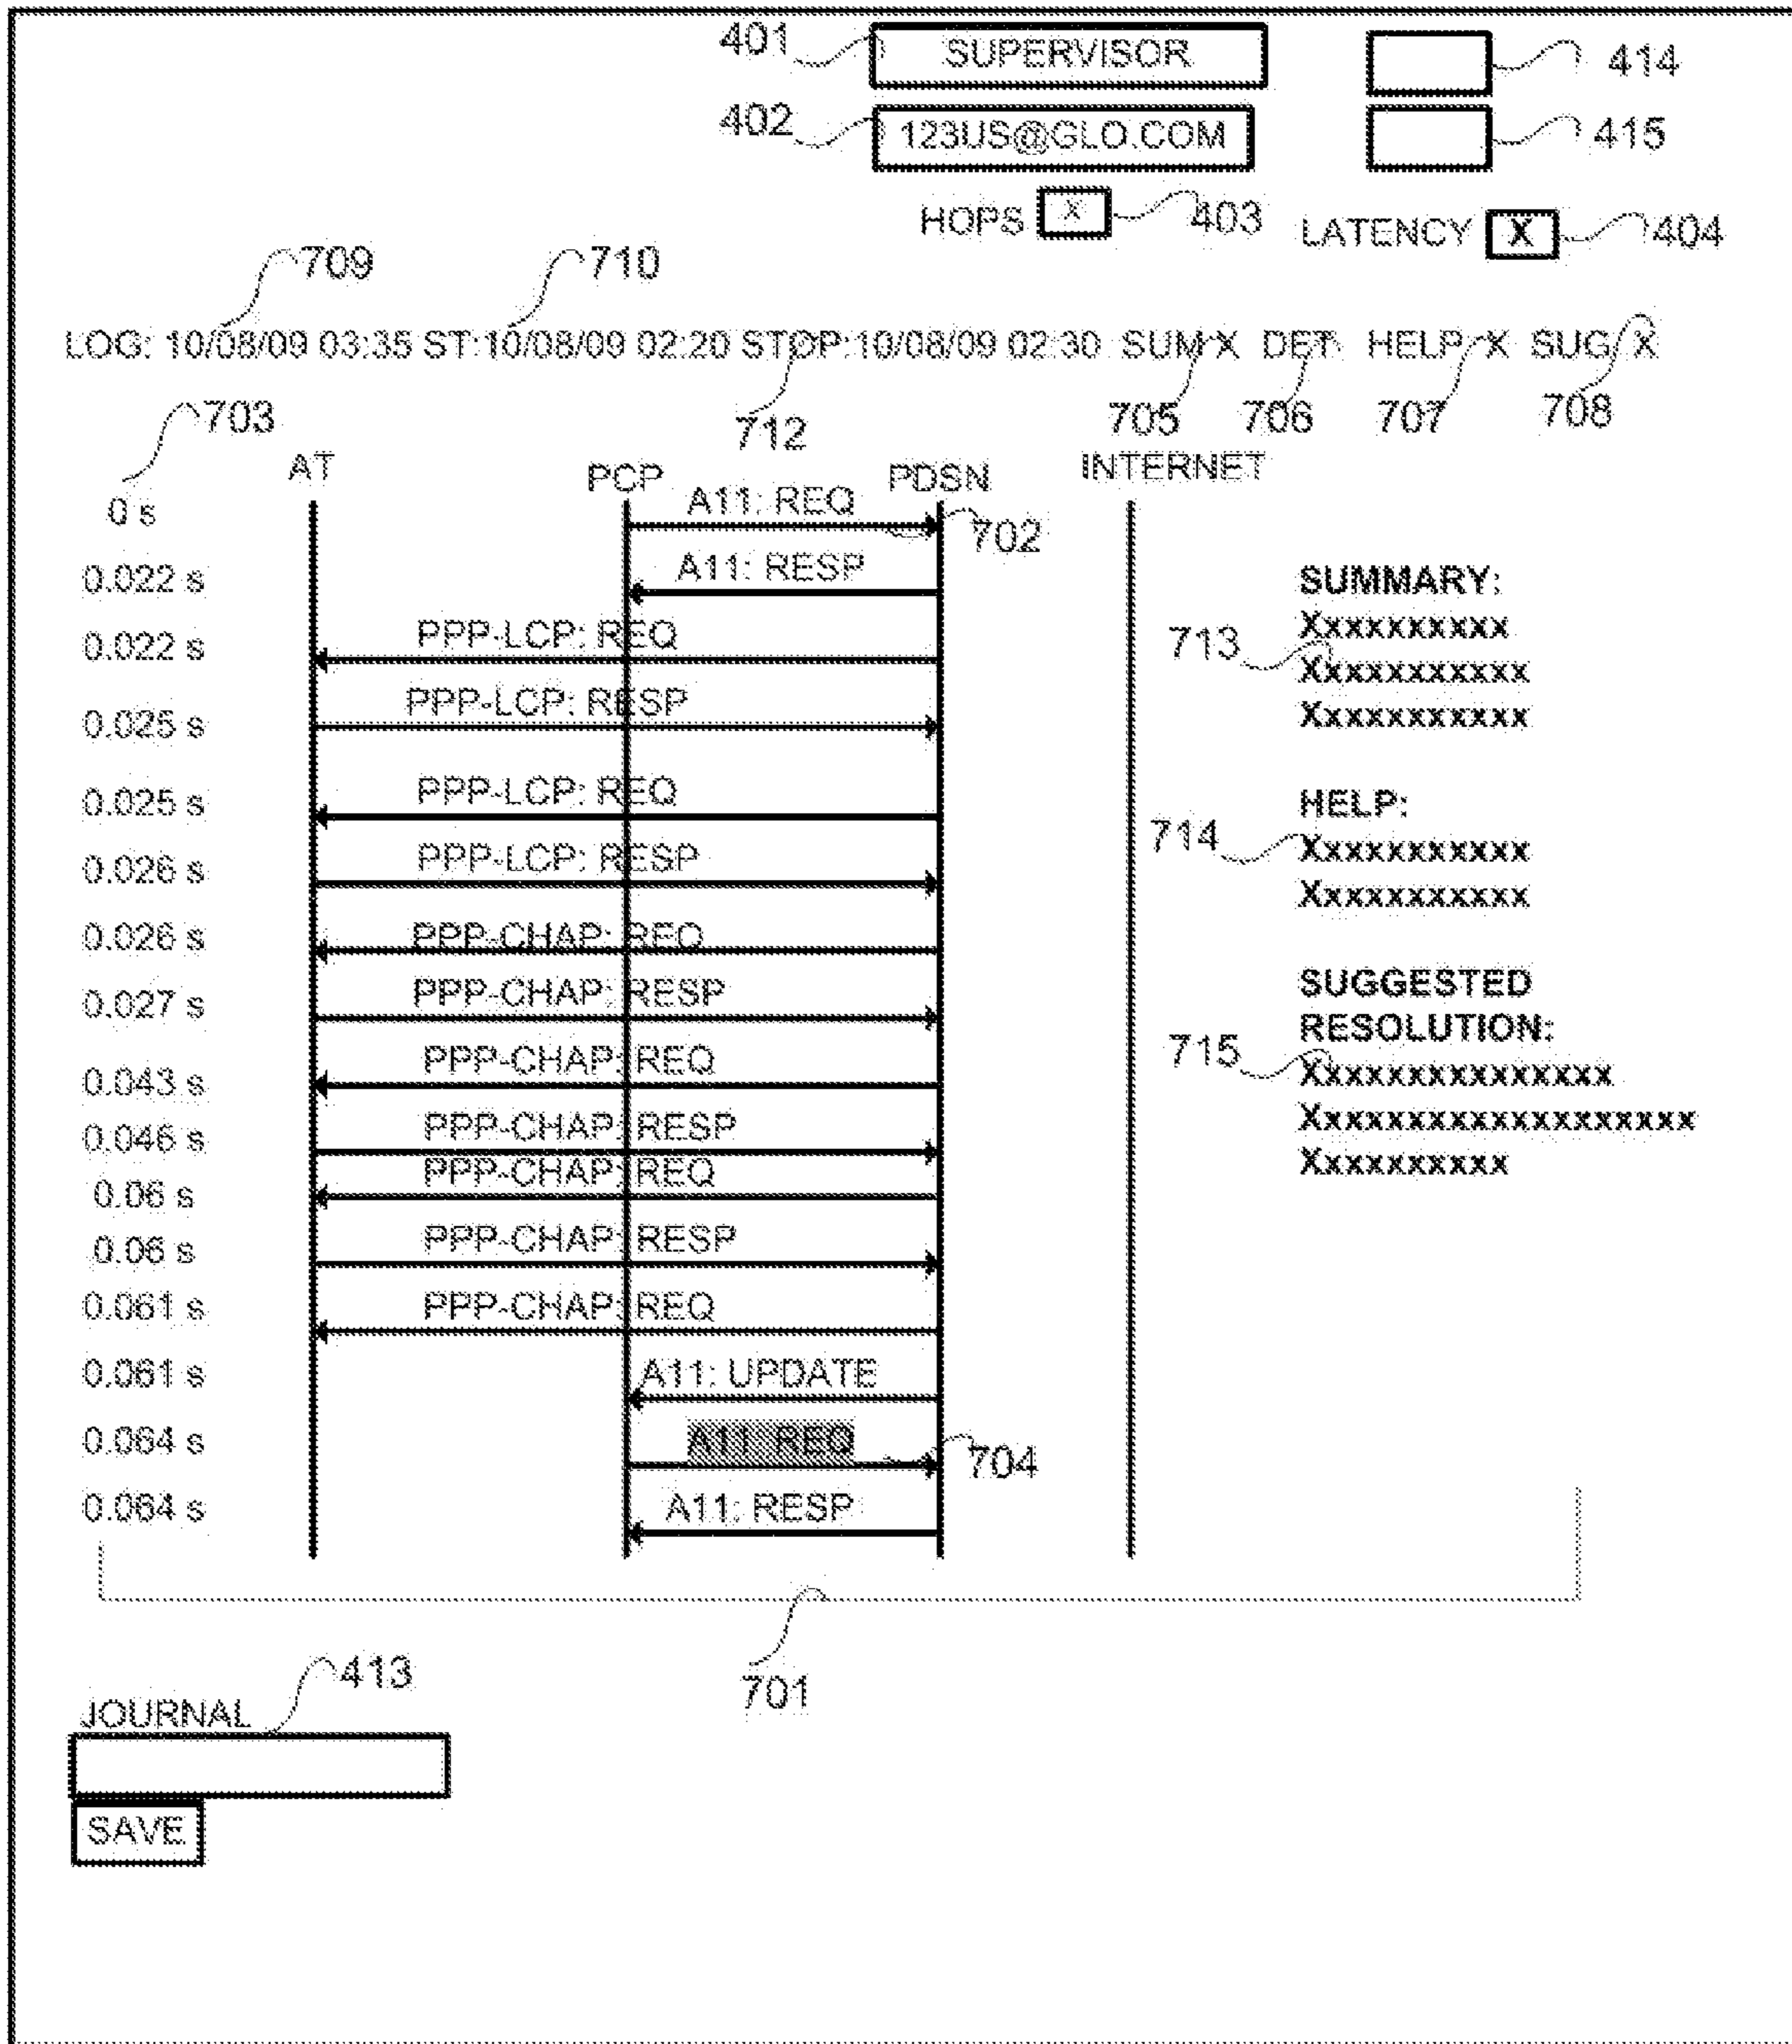 401 SUPERVISOR 414
402 123US@GLO.COM 415
HOPS X 403 LATENCY X 404
709 710
LOG: 10/08/09 03:35 ST:10/08/09 02:20 STOP:10/08/09 02:30 SUM X DET HELP X SUG X
703 712 705 706 707 708
AT PCP PDSN INTERNET
0 s A11: REQ 702
0.022 s A11: RESP
0.022 s PPP-LCP: REQ
0.025 s PPP-LCP: RESP
0.025 s PPP-LCP: REQ
0.026 s PPP-LCP: RESP
0.026 s PPP-CHAP: REQ
0.027 s PPP-CHAP: RESP
0.043 s PPP-CHAP: REQ
0.046 s PPP-CHAP: RESP
0.06 s PPP-CHAP: REQ
0.06 s PPP-CHAP: RESP
0.061 s PPP-CHAP: REQ
0.061 s A11: UPDATE
0.064 s A11: REQ 704
0.064 s A11: RESP
SUMMARY:
Xxxxxxxxxx
713 Xxxxxxxxxxx
Xxxxxxxxxxx
HELP:
714 Xxxxxxxxxxx
Xxxxxxxxxxx
SUGGESTED
RESOLUTION:
715 Xxxxxxxxxxxxxxx
Xxxxxxxxxxxxxxxxxxx
Xxxxxxxxxx
701
413
JOURNAL
SAVE